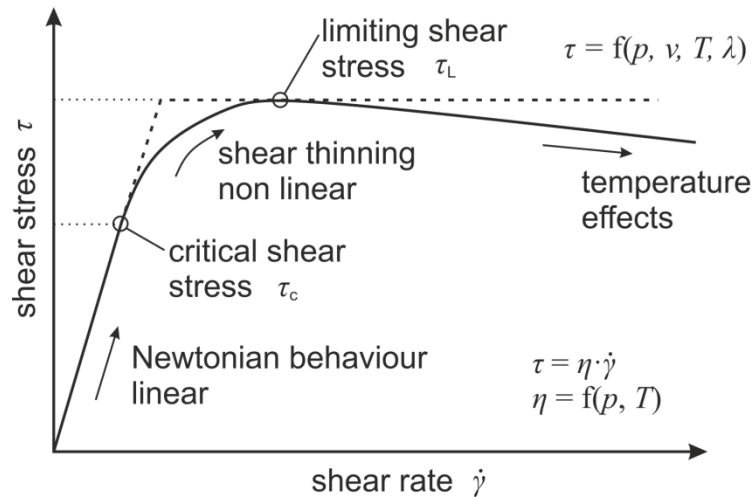 limiting shear
stress τL
τ = f(p, v, T, λ)
shear thinning
non linear
temperature
effects
critical shear
stress τc
Newtonian behaviour
linear
τ = η·γ̇
η = f(p, T)
shear stress τ
shear rate γ̇